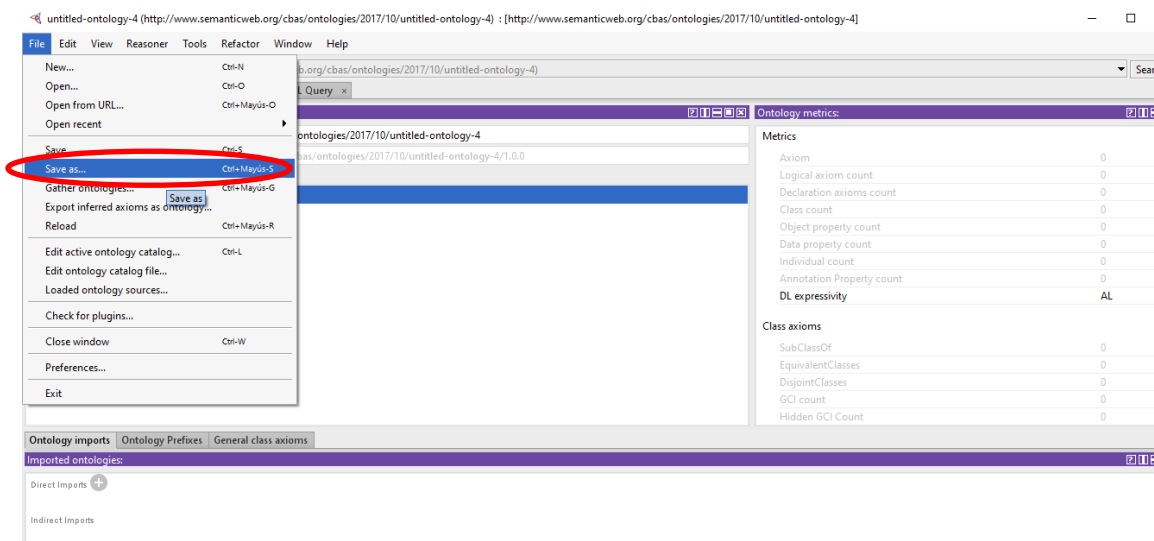 untitled-ontology-4 (http://www.semanticweb.org/cbas/ontologies/2017/10/untitled-ontology-4) : [http://www.semanticweb.org/cbas/ontologies/2017/10/untitled-ontology-4]
File Edit View Reasoner Tools Refactor Window Help
New... Ctrl-N
Open... Ctrl-O
Open from URL... Ctrl+Mayús-O
Open recent
Save Ctrl-S
Save as... Ctrl+Mayús-S
Gather ontologies... Ctrl+Mayús-G
Save as
Export inferred axioms as ontology...
Reload Ctrl+Mayús-R
Edit active ontology catalog... Ctrl-L
Edit ontology catalog file...
Loaded ontology sources...
Check for plugins...
Close window Ctrl-W
Preferences...
Exit
b.org/cbas/ontologies/2017/10/untitled-ontology-4)
Sear
L Query ×
ontologies/2017/10/untitled-ontology-4
bas/ontologies/2017/10/untitled-ontology-4/1.0.0
Ontology metrics:
Metrics
Axiom 0
Logical axiom count 0
Declaration axioms count 0
Class count 0
Object property count 0
Data property count 0
Individual count 0
Annotation Property count 0
DL expressivity AL
Class axioms
SubClassOf 0
EquivalentClasses 0
DisjointClasses 0
GCI count 0
Hidden GCI Count 0
Ontology imports Ontology Prefixes General class axioms
Imported ontologies:
Direct Imports
Indirect Imports